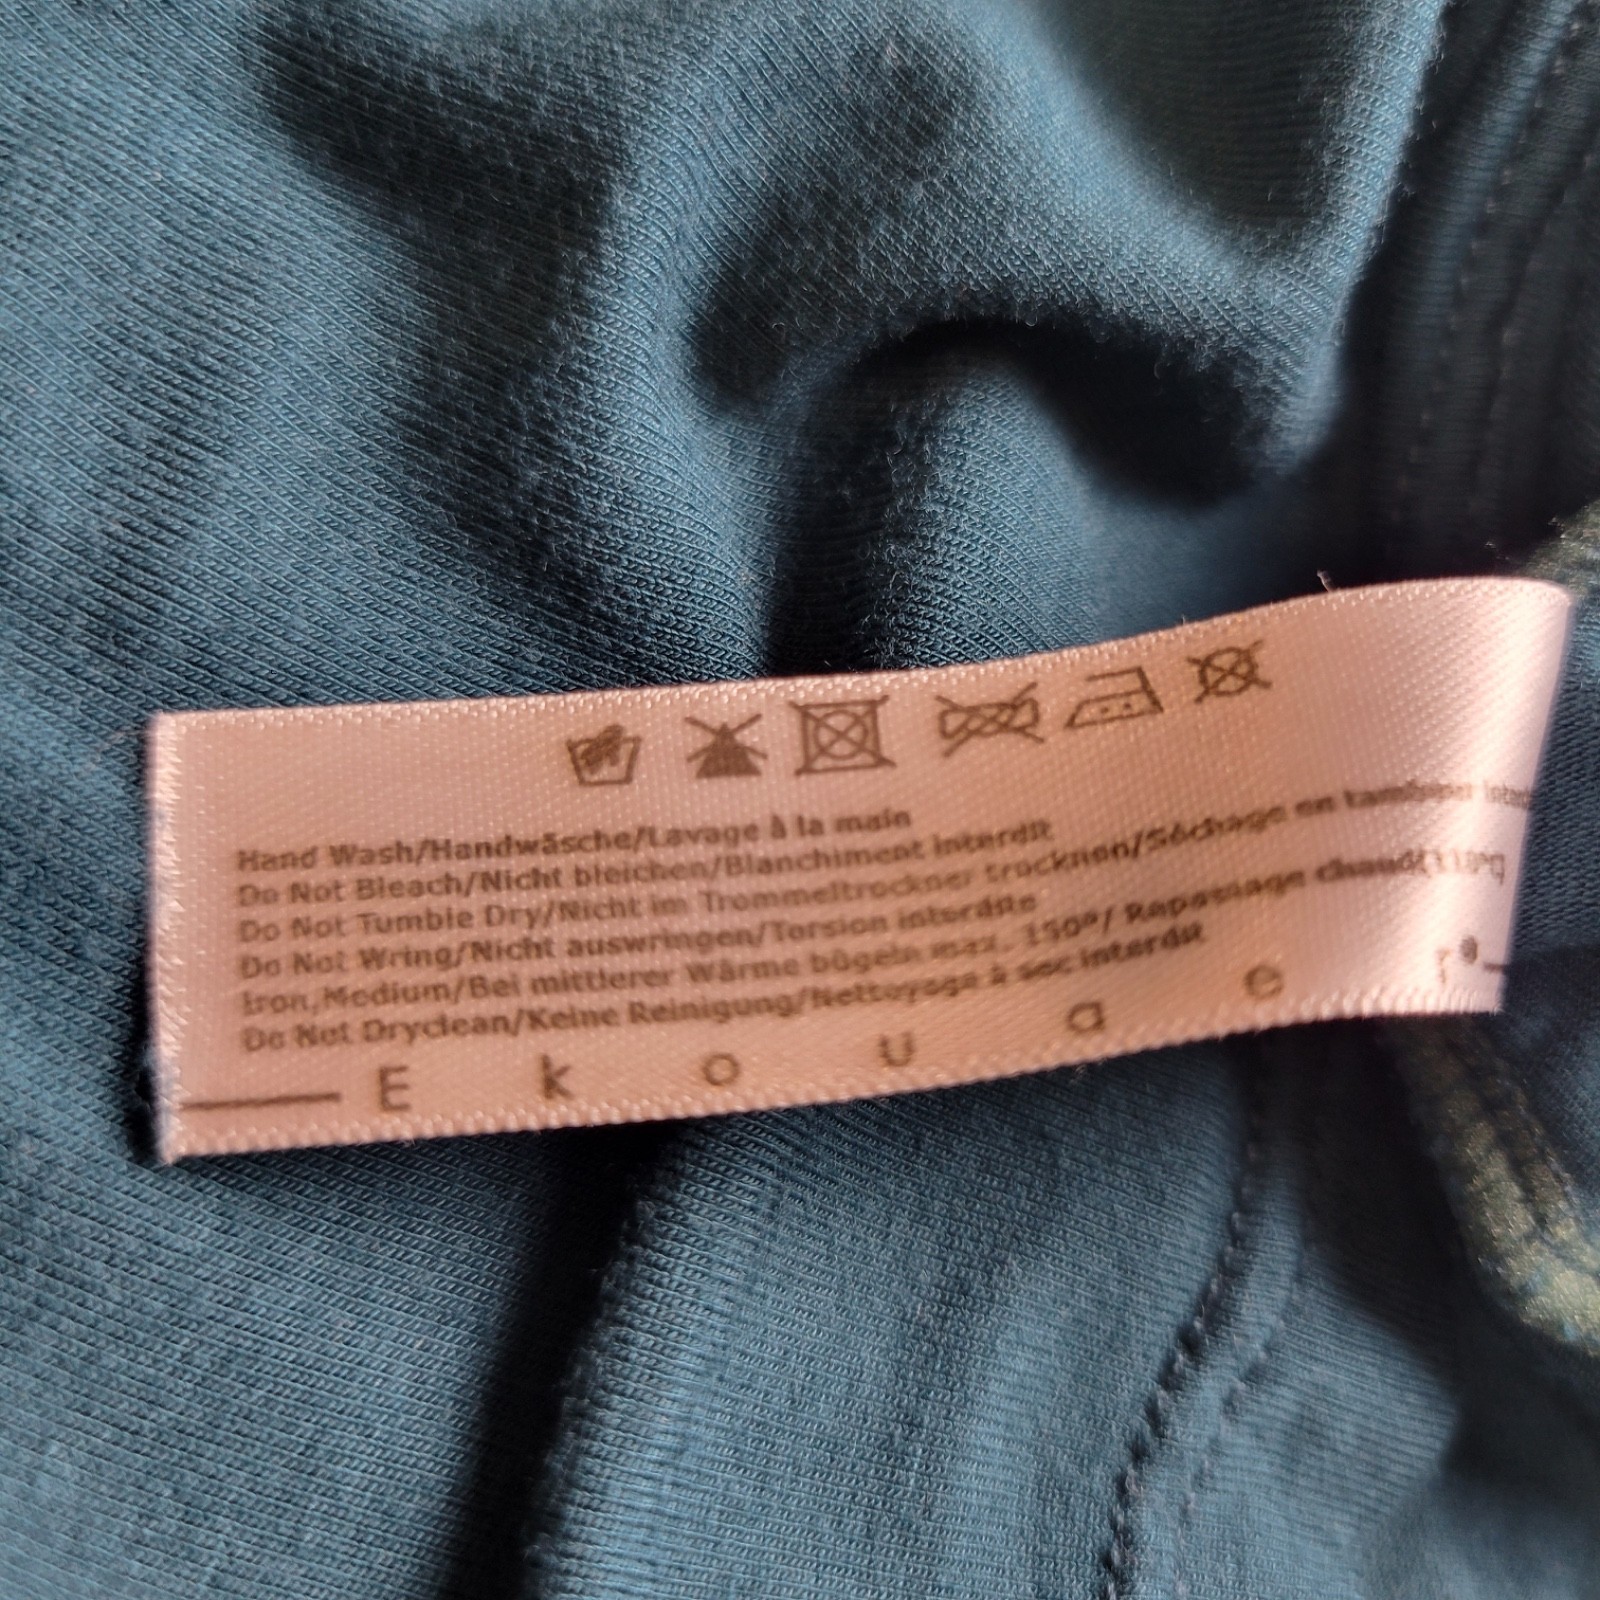 Hand Wash/Handwäsche/Lavage à la main
Do Not Bleach/Nicht bleichen/Blanchiment interdit
Do Not Tumble Dry/Nicht im Trommeltrockner trocknen/Séchage en tambour
Do Not Wring/Nicht auswringen/Torsion interdite
Iron,Medium/Bei mittlerer Wärme bügeln max. 150°/ Repassage chaud
Do Not Dryclean/Keine Reinigung/Nettoyage à sec interdit
E k o u a e r